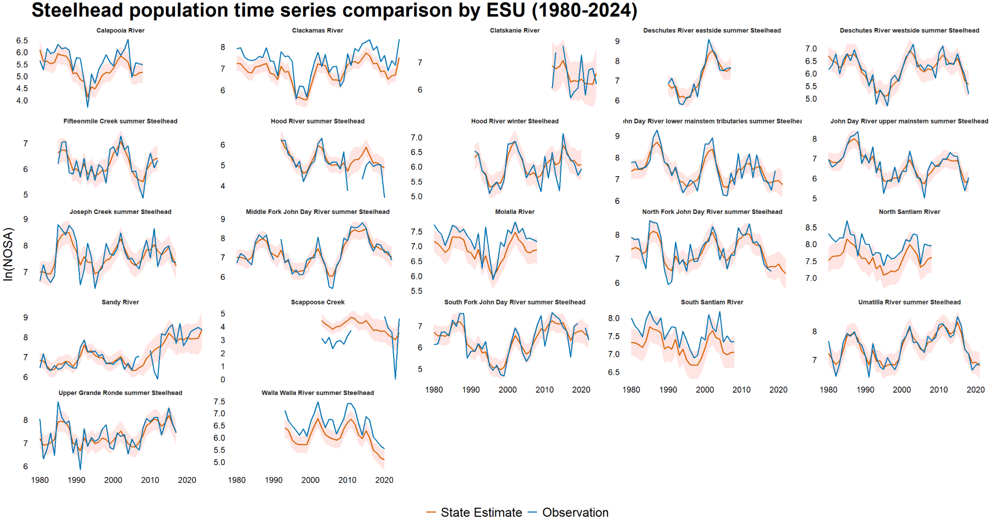 Steelhead population time series comparison by ESU (1980-2024)
Calapooia River
Clackamas River
Clatskanie River
Deschutes River eastside summer Steelhead
Deschutes River westside summer Steelhead
6.5
6.0
5.5
5.0
4.5
4.0
8
7
6
7
6
9
8
7
6
7.0
6.5
6.0
5.5
5.0
Fifteenmile Creek summer Steelhead
Hood River summer Steelhead
Hood River winter Steelhead
ohn Day River lower mainstem tributaries summer Steelhea
John Day River upper mainstem summer Steelhead
7
6
5
6
5
4
7.0
6.5
6.0
5.5
5.0
9
8
7
6
8
7
6
5
Joseph Creek summer Steelhead
Middle Fork John Day River summer Steelhead
Molalla River
North Fork John Day River summer Steelhead
North Santiam River
9
8
7
9
8
7
6
7.5
7.0
6.5
6.0
5.5
8
7
6
8.5
8.0
7.5
7.0
ln(NOSA)
Sandy River
Scappoose Creek
South Fork John Day River summer Steelhead
South Santiam River
Umatilla River summer Steelhead
9
8
7
6
5
4
3
2
1
0
7
6
5
8.0
7.5
7.0
6.5
8
7
1980 1990 2000 2010 2020
1980 1990 2000 2010 2020
1980 1990 2000 2010 2020
Upper Grande Ronde summer Steelhead
Walla Walla River summer Steelhead
8
7
6
7.5
7.0
6.5
6.0
5.5
5.0
1980 1990 2000 2010 2020
1980 1990 2000 2010 2020
State Estimate
Observation